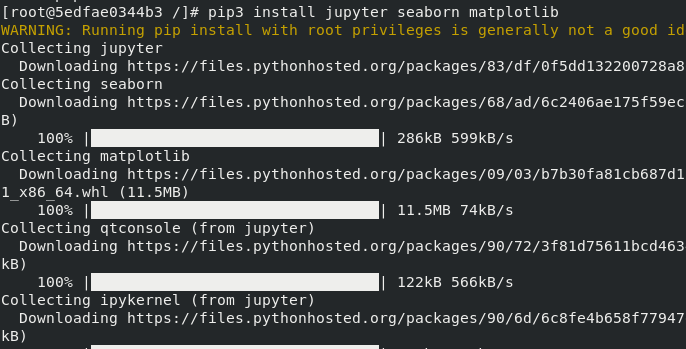 [root@5edfae0344b3 /]# pip3 install jupyter seaborn matplotlib
WARNING: Running pip install with root privileges is generally not a good id
Collecting jupyter
Downloading https://files.pythonhosted.org/packages/83/df/0f5dd132200728a8
Collecting seaborn
Downloading https://files.pythonhosted.org/packages/68/ad/6c2406ae175f59ec
B)
100% || 286kB 599kB/s
Collecting matplotlib
Downloading https://files.pythonhosted.org/packages/09/03/b7b30fa81cb687d1
1_x86_64.whl (11.5MB)
100% || 11.5MB 74kB/s
Collecting qtconsole (from jupyter)
Downloading https://files.pythonhosted.org/packages/90/72/3f81d75611bcd463
kB)
100% || 122kB 566kB/s
Collecting ipykernel (from jupyter)
Downloading https://files.pythonhosted.org/packages/90/6d/6c8fe4b658f77947
kB)